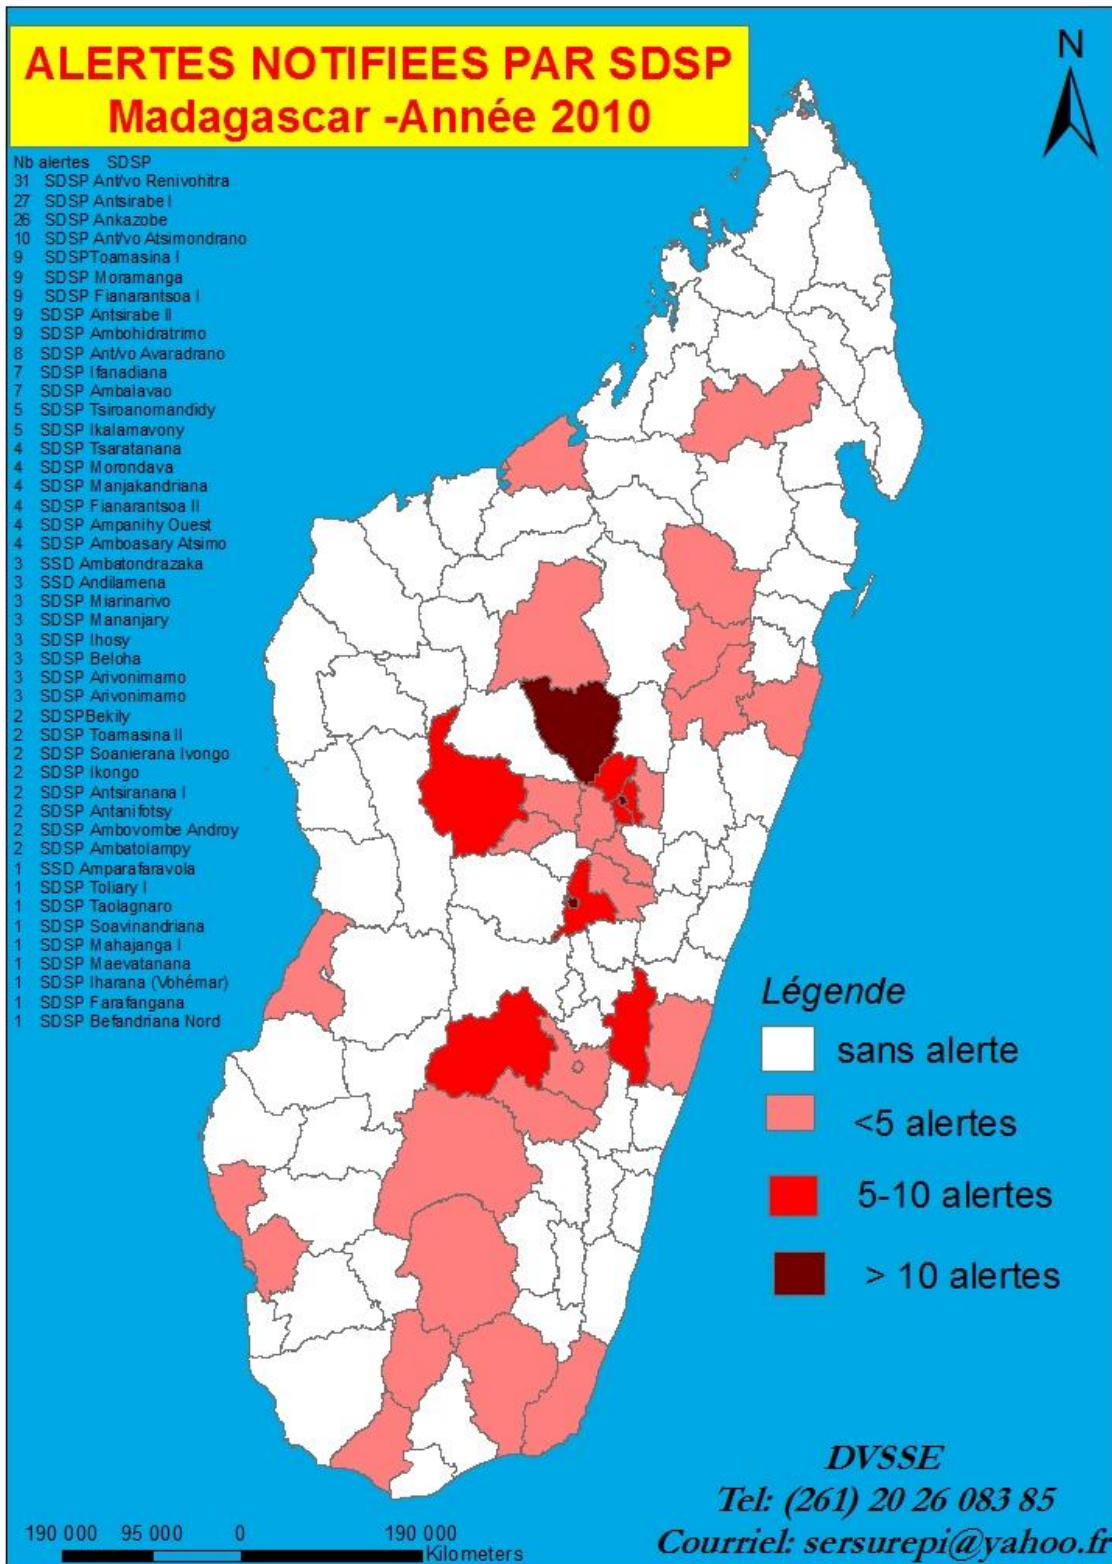 ALERTES NOTIFIEES PAR SDSP
Madagascar -Année 2010
N
Nb alertes SDSP
31 SDSP Ant/vo Renivohitra
27 SDSP Antsirabe I
26 SDSP Ankazobe
10 SDSP Ant/vo Atsimondrano
9 SDSPToamasina I
9 SDSP Moramanga
9 SDSP Fianarantsoa I
9 SDSP Antsirabe II
9 SDSP Ambohidratrimo
8 SDSP Ant/vo Avaradrano
7 SDSP Ifanadiana
7 SDSP Ambalavao
5 SDSP Tsiroanomandidy
5 SDSP Ikalamavony
4 SDSP Tsaratanana
4 SDSP Morondava
4 SDSP Manjakandriana
4 SDSP Fianarantsoa II
4 SDSP Ampanihy Ouest
4 SDSP Amboasary Atsimo
3 SSD Ambatondrazaka
3 SSD Andilamena
3 SDSP Miarinarivo
3 SDSP Mananjary
3 SDSP Ihosy
3 SDSP Beloha
3 SDSP Arivonimamo
3 SDSP Arivonimamo
2 SDSPBekily
2 SDSP Toamasina II
2 SDSP Soanierana Ivongo
2 SDSP Ikongo
2 SDSP Antsiranana I
2 SDSP Antanifotsy
2 SDSP Ambovombe Androy
2 SDSP Ambatolampy
1 SSD Amparafaravola
1 SDSP Toliary I
1 SDSP Taolagnaro
1 SDSP Soavinandriana
1 SDSP Mahajanga I
1 SDSP Maevatanana
1 SDSP Iharana (Vohémar)
1 SDSP Farafangana
1 SDSP Befandriana Nord
Légende
sans alerte
<5 alertes
5-10 alertes
> 10 alertes
DVSSE
Tel: (261) 20 26 083 85
Courriel: sersurepi@yahoo.fr
190 000 95 000 0 190 000
Kilometers